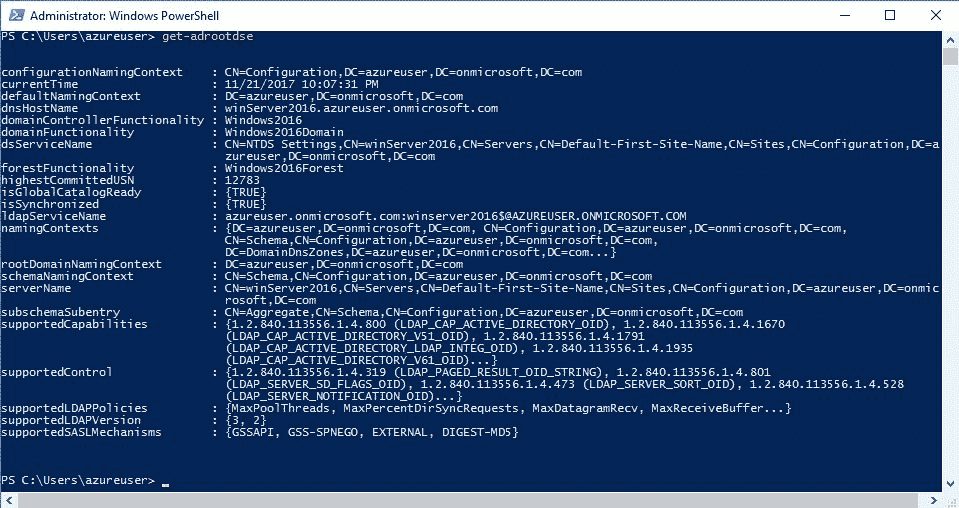 Administrator: Windows PowerShell
PS C:\Users\azureuser> get-adrootdse
configurationNamingContext : CN=Configuration,DC=azureuser,DC=onmicrosoft,DC=com
currentTime : 11/21/2017 10:07:31 PM
defaultNamingContext : DC=azureuser,DC=onmicrosoft,DC=com
dnsHostName : winServer2016.azureuser.onmicrosoft.com
domainControllerFunctionality : Windows2016
domainFunctionality : Windows2016Domain
dsServiceName : CN=NTDS Settings,CN=winServer2016,CN=Servers,CN=Default-First-Site-Name,CN=Sites,CN=Configuration,DC=a
zureuser,DC=onmicrosoft,DC=com
forestFunctionality : Windows2016Forest
highestCommittedUSN : 12783
isGlobalCatalogReady : {TRUE}
isSynchronized : {TRUE}
ldapServiceName : azureuser.onmicrosoft.com:winserver2016$@AZUREUSER.ONMICROSOFT.COM
namingContexts : {DC=azureuser,DC=onmicrosoft,DC=com, CN=Configuration,DC=azureuser,DC=onmicrosoft,DC=com,
CN=Schema,CN=Configuration,DC=azureuser,DC=onmicrosoft,DC=com,
DC=DomainDnsZones,DC=azureuser,DC=onmicrosoft,DC=com...}
rootDomainNamingContext : DC=azureuser,DC=onmicrosoft,DC=com
schemaNamingContext : CN=Schema,CN=Configuration,DC=azureuser,DC=onmicrosoft,DC=com
serverName : CN=winServer2016,CN=Servers,CN=Default-First-Site-Name,CN=Sites,CN=Configuration,DC=azureuser,DC=onmic
rosoft,DC=com
subschemaSubentry : CN=Aggregate,CN=Schema,CN=Configuration,DC=azureuser,DC=onmicrosoft,DC=com
supportedCapabilities : {1.2.840.113556.1.4.800 (LDAP_CAP_ACTIVE_DIRECTORY_OID), 1.2.840.113556.1.4.1670
(LDAP_CAP_ACTIVE_DIRECTORY_V51_OID), 1.2.840.113556.1.4.1791
(LDAP_CAP_ACTIVE_DIRECTORY_LDAP_INTEG_OID), 1.2.840.113556.1.4.1935
(LDAP_CAP_ACTIVE_DIRECTORY_V61_OID)...}
supportedControl : {1.2.840.113556.1.4.319 (LDAP_PAGED_RESULT_OID_STRING), 1.2.840.113556.1.4.801
(LDAP_SERVER_SD_FLAGS_OID), 1.2.840.113556.1.4.473 (LDAP_SERVER_SORT_OID), 1.2.840.113556.1.4.528
(LDAP_SERVER_NOTIFICATION_OID)...}
supportedLDAPPolicies : {MaxPoolThreads, MaxPercentDirSyncRequests, MaxDatagramRecv, MaxReceiveBuffer...}
supportedLDAPVersion : {3, 2}
supportedSASLMechanisms : {GSSAPI, GSS-SPNEGO, EXTERNAL, DIGEST-MD5}
PS C:\Users\azureuser> _